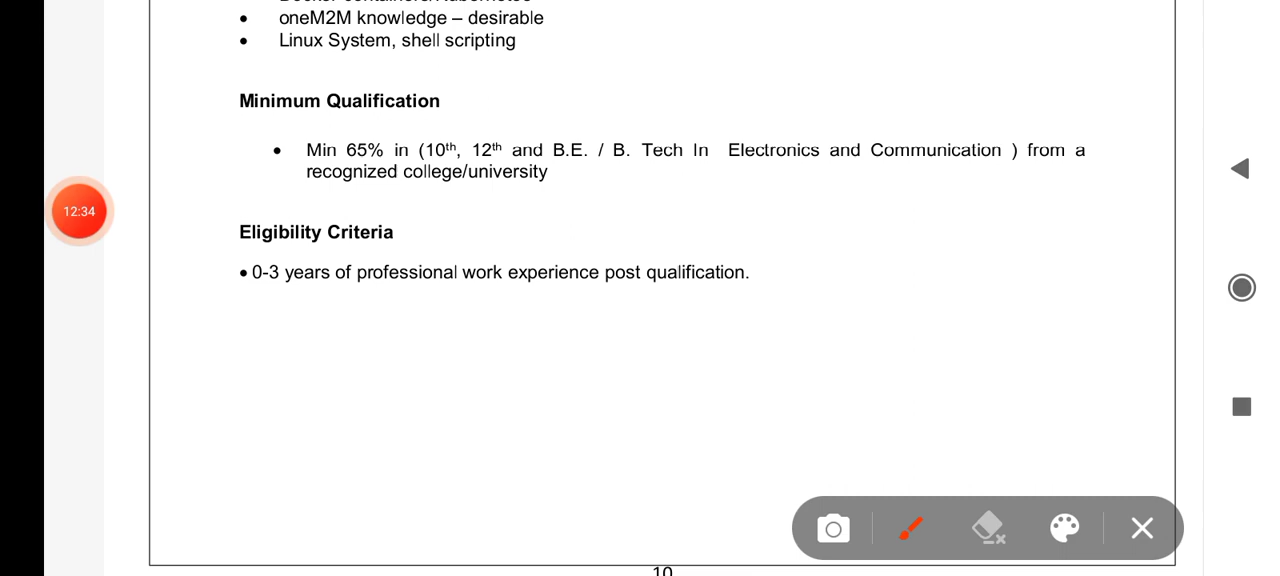 • oneM2M knowledge – desirable
• Linux System, shell scripting
Minimum Qualification
• Min 65% in (10th, 12th and B.E. / B. Tech In Electronics and Communication ) from a
recognized college/university
12:34
Eligibility Criteria
• 0-3 years of professional work experience post qualification.
10